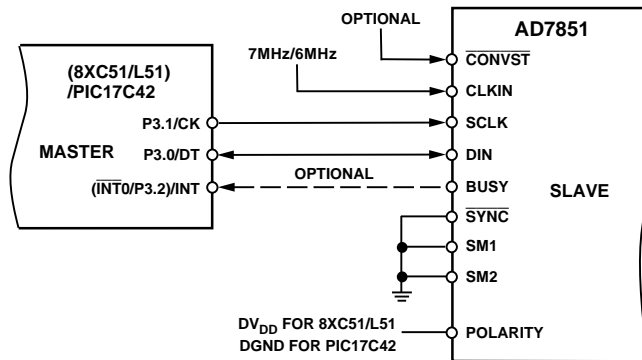 OPTIONAL
AD7851
7MHz/6MHz
CONVST
(8XC51/L51)
/PIC17C42
CLKIN
P3.1/CK
SCLK
MASTER
P3.0/DT
DIN
OPTIONAL
(INT0/P3.2)/INT
BUSY
SLAVE
SYNC
SM1
SM2
DVDD FOR 8XC51/L51
DGND FOR PIC17C42
POLARITY